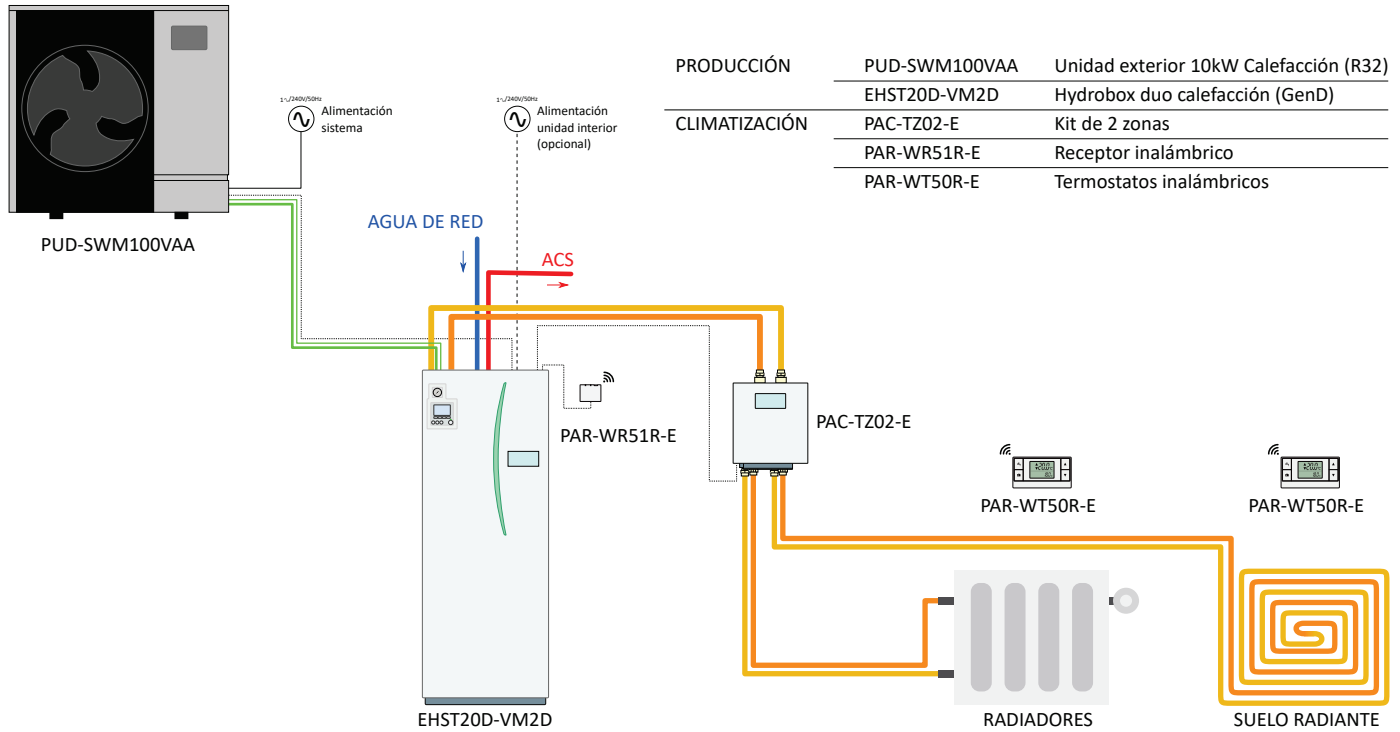 PRODUCCIÓN PUD-SWM100VAA Unidad exterior 10kW Calefacción (R32)
EHST20D-VM2D Hydrobox duo calefacción (GenD)
CLIMATIZACIÓN PAC-TZ02-E Kit de 2 zonas
PAR-WR51R-E Receptor inalámbrico
PAR-WT50R-E Termostatos inalámbricos
1~/240V/50Hz
Alimentación
sistema
1~/240V/50Hz
Alimentación
unidad interior
(opcional)
PUD-SWM100VAA
AGUA DE RED
ACS
PAR-WR51R-E
PAC-TZ02-E
PAR-WT50R-E
PAR-WT50R-E
EHST20D-VM2D
RADIADORES
SUELO RADIANTE